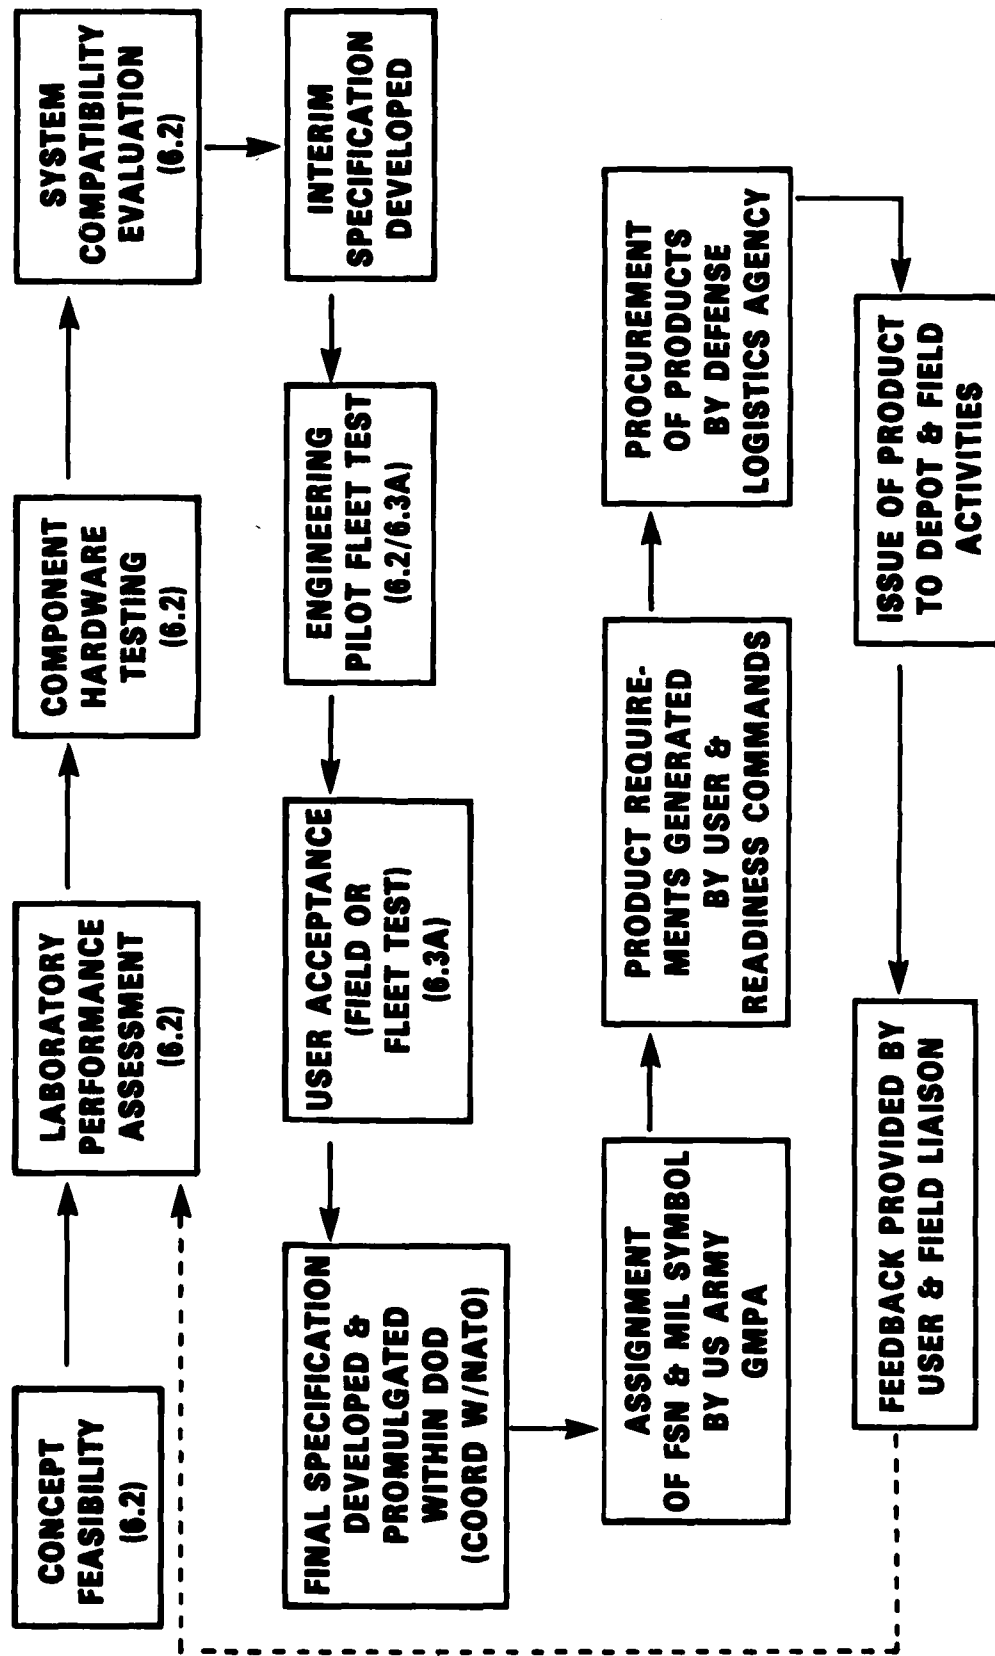 CONCEPT
FEASIBILITY
(6.2)
LABORATORY
PERFORMANCE
ASSESSMENT
(6.2)
COMPONENT
HARDWARE
TESTING
(6.2)
SYSTEM
COMPATIBILITY
EVALUATION
(6.2)
INTERIM
SPECIFICATION
DEVELOPED
ENGINEERING
PILOT FLEET TEST
(6.2/6.3A)
USER ACCEPTANCE
(FIELD OR
FLEET TEST)
(6.3A)
FINAL SPECIFICATION
DEVELOPED &
PROMULGATED
WITHIN DOD
(COORD W/NATO)
ASSIGNMENT
OF FSN & MIL SYMBOL
BY US ARMY
GMPA
PRODUCT REQUIRE-
MENTS GENERATED
BY USER &
READINESS COMMANDS
PROCUREMENT
OF PRODUCTS
BY DEFENSE
LOGISTICS AGENCY
ISSUE OF PRODUCT
TO DEPOT & FIELD
ACTIVITIES
FEEDBACK PROVIDED BY
USER & FIELD LIAISON